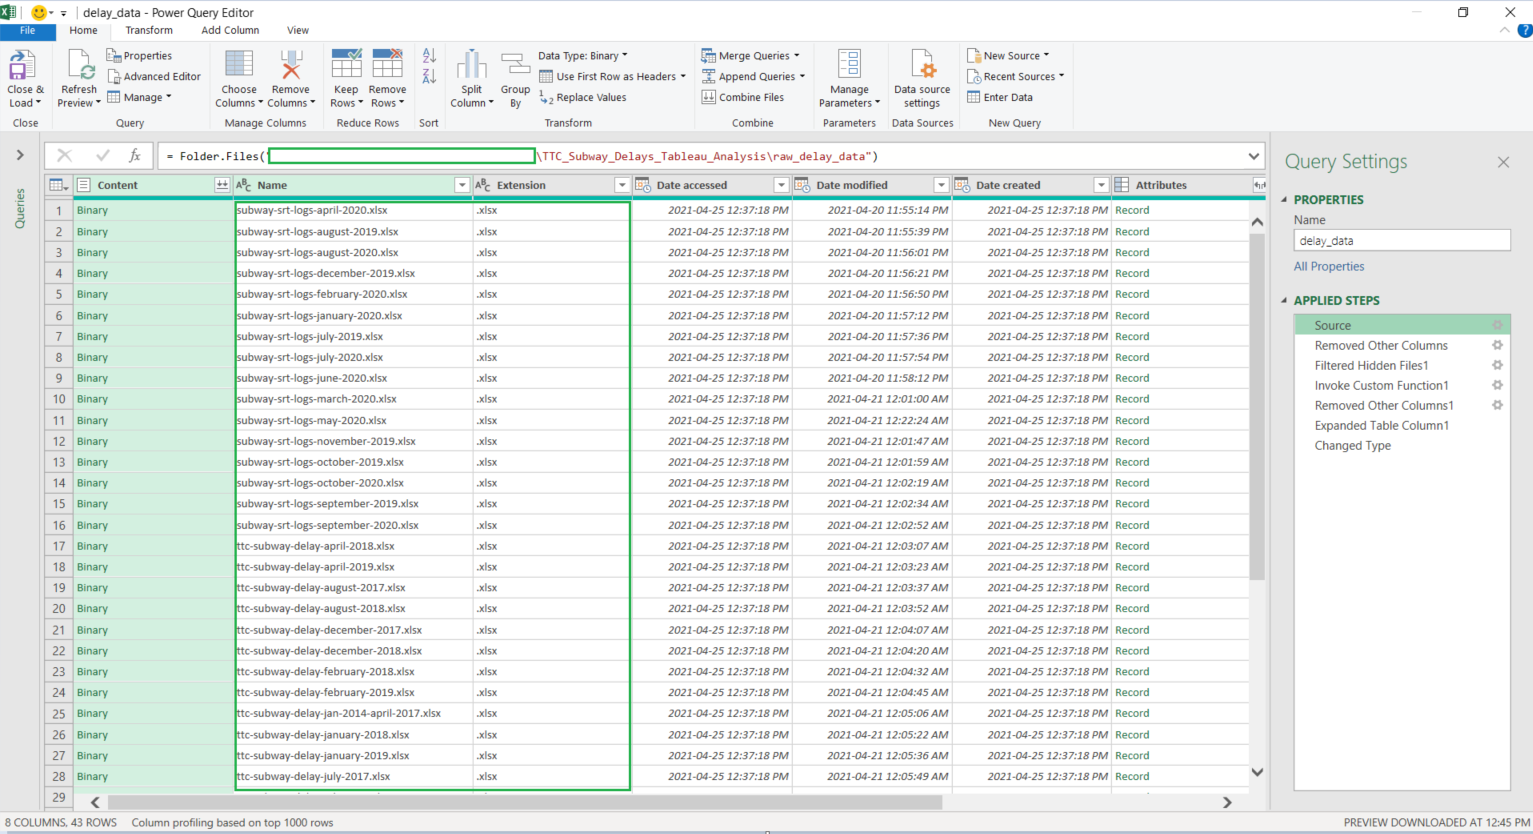 delay_data - Power Query Editor
File Home Transform Add Column View
Close & Load
Close
Refresh Preview
Properties
Advanced Editor
Manage
Query
Choose Columns
Remove Columns
Manage Columns
Keep Rows
Remove Rows
Reduce Rows
A Z
Z A
Sort
Split Column
Group By
Data Type: Binary
Use First Row as Headers
1 2 Replace Values
Transform
Merge Queries
Append Queries
Combine Files
Combine
Manage Parameters
Parameters
Data source settings
Data Sources
New Source
Recent Sources
Enter Data
New Query
Queries
fx = Folder.Files(" \TTC_Subway_Delays_Tableau_Analysis\raw_delay_data")
Content ABC Name ABC Extension Date accessed Date modified Date created Attributes
1 Binary subway-srt-logs-april-2020.xlsx .xlsx 2021-04-25 12:37:18 PM 2021-04-20 11:55:14 PM 2021-04-25 12:37:18 PM Record
2 Binary subway-srt-logs-august-2019.xlsx .xlsx 2021-04-25 12:37:18 PM 2021-04-20 11:55:39 PM 2021-04-25 12:37:18 PM Record
3 Binary subway-srt-logs-august-2020.xlsx .xlsx 2021-04-25 12:37:18 PM 2021-04-20 11:56:01 PM 2021-04-25 12:37:18 PM Record
4 Binary subway-srt-logs-december-2019.xlsx .xlsx 2021-04-25 12:37:18 PM 2021-04-20 11:56:21 PM 2021-04-25 12:37:18 PM Record
5 Binary subway-srt-logs-february-2020.xlsx .xlsx 2021-04-25 12:37:18 PM 2021-04-20 11:56:50 PM 2021-04-25 12:37:18 PM Record
6 Binary subway-srt-logs-january-2020.xlsx .xlsx 2021-04-25 12:37:18 PM 2021-04-20 11:57:12 PM 2021-04-25 12:37:18 PM Record
7 Binary subway-srt-logs-july-2019.xlsx .xlsx 2021-04-25 12:37:18 PM 2021-04-20 11:57:36 PM 2021-04-25 12:37:18 PM Record
8 Binary subway-srt-logs-july-2020.xlsx .xlsx 2021-04-25 12:37:18 PM 2021-04-20 11:57:54 PM 2021-04-25 12:37:18 PM Record
9 Binary subway-srt-logs-june-2020.xlsx .xlsx 2021-04-25 12:37:18 PM 2021-04-20 11:58:12 PM 2021-04-25 12:37:18 PM Record
10 Binary subway-srt-logs-march-2020.xlsx .xlsx 2021-04-25 12:37:18 PM 2021-04-21 12:01:00 AM 2021-04-25 12:37:18 PM Record
11 Binary subway-srt-logs-may-2020.xlsx .xlsx 2021-04-25 12:37:18 PM 2021-04-21 12:22:24 AM 2021-04-25 12:37:18 PM Record
12 Binary subway-srt-logs-november-2019.xlsx .xlsx 2021-04-25 12:37:18 PM 2021-04-21 12:01:47 AM 2021-04-25 12:37:18 PM Record
13 Binary subway-srt-logs-october-2019.xlsx .xlsx 2021-04-25 12:37:18 PM 2021-04-21 12:01:59 AM 2021-04-25 12:37:18 PM Record
14 Binary subway-srt-logs-october-2020.xlsx .xlsx 2021-04-25 12:37:18 PM 2021-04-21 12:02:19 AM 2021-04-25 12:37:18 PM Record
15 Binary subway-srt-logs-september-2019.xlsx .xlsx 2021-04-25 12:37:18 PM 2021-04-21 12:02:34 AM 2021-04-25 12:37:18 PM Record
16 Binary subway-srt-logs-september-2020.xlsx .xlsx 2021-04-25 12:37:18 PM 2021-04-21 12:02:52 AM 2021-04-25 12:37:18 PM Record
17 Binary ttc-subway-delay-april-2018.xlsx .xlsx 2021-04-25 12:37:18 PM 2021-04-21 12:03:07 AM 2021-04-25 12:37:18 PM Record
18 Binary ttc-subway-delay-april-2019.xlsx .xlsx 2021-04-25 12:37:18 PM 2021-04-21 12:03:23 AM 2021-04-25 12:37:18 PM Record
19 Binary ttc-subway-delay-august-2017.xlsx .xlsx 2021-04-25 12:37:18 PM 2021-04-21 12:03:37 AM 2021-04-25 12:37:18 PM Record
20 Binary ttc-subway-delay-august-2018.xlsx .xlsx 2021-04-25 12:37:18 PM 2021-04-21 12:03:52 AM 2021-04-25 12:37:18 PM Record
21 Binary ttc-subway-delay-december-2017.xlsx .xlsx 2021-04-25 12:37:18 PM 2021-04-21 12:04:07 AM 2021-04-25 12:37:18 PM Record
22 Binary ttc-subway-delay-december-2018.xlsx .xlsx 2021-04-25 12:37:18 PM 2021-04-21 12:04:20 AM 2021-04-25 12:37:18 PM Record
23 Binary ttc-subway-delay-february-2018.xlsx .xlsx 2021-04-25 12:37:18 PM 2021-04-21 12:04:32 AM 2021-04-25 12:37:18 PM Record
24 Binary ttc-subway-delay-february-2019.xlsx .xlsx 2021-04-25 12:37:18 PM 2021-04-21 12:04:45 AM 2021-04-25 12:37:18 PM Record
25 Binary ttc-subway-delay-jan-2014-april-2017.xlsx .xlsx 2021-04-25 12:37:18 PM 2021-04-21 12:05:06 AM 2021-04-25 12:37:18 PM Record
26 Binary ttc-subway-delay-january-2018.xlsx .xlsx 2021-04-25 12:37:18 PM 2021-04-21 12:05:22 AM 2021-04-25 12:37:18 PM Record
27 Binary ttc-subway-delay-january-2019.xlsx .xlsx 2021-04-25 12:37:18 PM 2021-04-21 12:05:36 AM 2021-04-25 12:37:18 PM Record
28 Binary ttc-subway-delay-july-2017.xlsx .xlsx 2021-04-25 12:37:18 PM 2021-04-21 12:05:49 AM 2021-04-25 12:37:18 PM Record
29
Query Settings
PROPERTIES
Name
delay_data
All Properties
APPLIED STEPS
Source
Removed Other Columns
Filtered Hidden Files1
Invoke Custom Function1
Removed Other Columns1
Expanded Table Column1
Changed Type
8 COLUMNS, 43 ROWS Column profiling based on top 1000 rows PREVIEW DOWNLOADED AT 12:45 PM